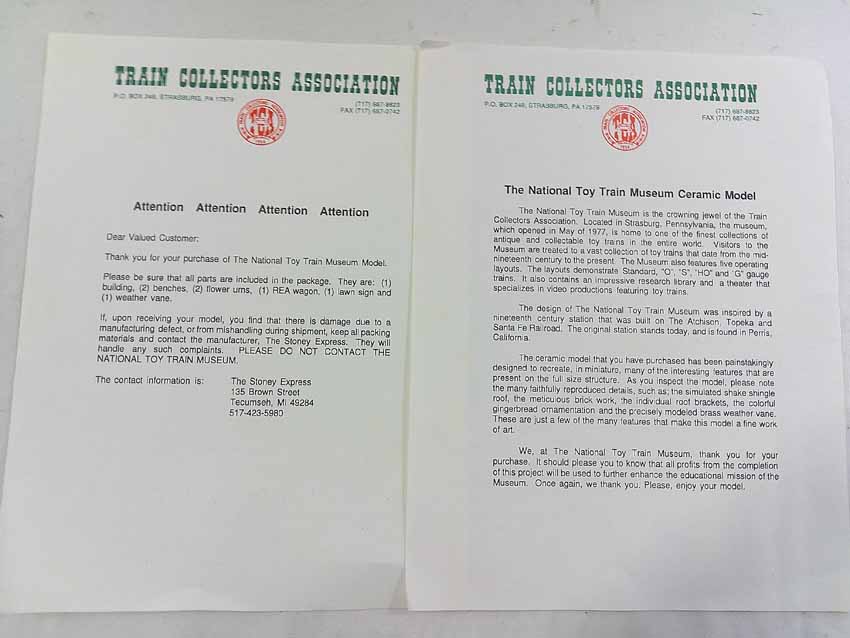 TRAIN COLLECTORS ASSOCIATION
P.O. BOX 248, STRASBURG, PA 17579
(717) 687-8623
FAX (717) 687-0742
TCA
Attention Attention Attention Attention
Dear Valued Customer:
Thank you for your purchase of The National Toy Train Museum Model.
Please be sure that all parts are included in the package. They are: (1)
building, (2) benches, (2) flower urns, (1) REA wagon, (1) lawn sign and
(1) weather vane.
If, upon receiving your model, you find that there is damage due to a
manufacturing defect, or from mishandling during shipment, keep all packing
materials and contact the manufacturer, The Stoney Express. They will
handle any such complaints. PLEASE DO NOT CONTACT THE
NATIONAL TOY TRAIN MUSEUM.
The contact information is: The Stoney Express
135 Brown Street
Tecumseh, MI 49284
517-423-5980
TRAIN COLLECTORS ASSOCIATION
P.O. BOX 248, STRASBURG, PA 17579
(717) 687-8623
FAX (717) 687-0742
TCA
The National Toy Train Museum Ceramic Model
The National Toy Train Museum is the crowning jewel of the Train
Collectors Association. Located in Strasburg, Pennsylvania, the museum,
which opened in May of 1977, is home to one of the finest collections of
antique and collectable toy trains in the entire world. Visitors to the
Museum are treated to a vast collection of toy trains that date from the mid-
nineteenth century to the present. The Museum also features five operating
layouts. The layouts demonstrate Standard, "O", "S", "HO" and "G" gauge
trains. It also contains an impressive research library and a theater that
specializes in video productions featuring toy trains.
The design of The National Toy Train Museum was inspired by a
nineteenth century station that was built on The Atchison, Topeka and
Santa Fe Railroad. The original station stands today, and is found in Perris,
California.
The ceramic model that you have purchased has been painstakingly
designed to recreate, in miniature, many of the interesting features that are
present on the full size structure. As you inspect the model, please note
the many faithfully reproduced details, such as; the simulated shake shingle
roof, the meticulous brick work, the individual roof brackets, the colorful
gingerbread ornamentation and the precisely modeled brass weather vane.
These are just a few of the many features that make this model a fine work
of art.
We, at The National Toy Train Museum, thank you for your
purchase. It should please you to know that all profits from the completion
of this project will be used to further enhance the educational mission of the
Museum. Once again, we thank you. Please, enjoy your model.